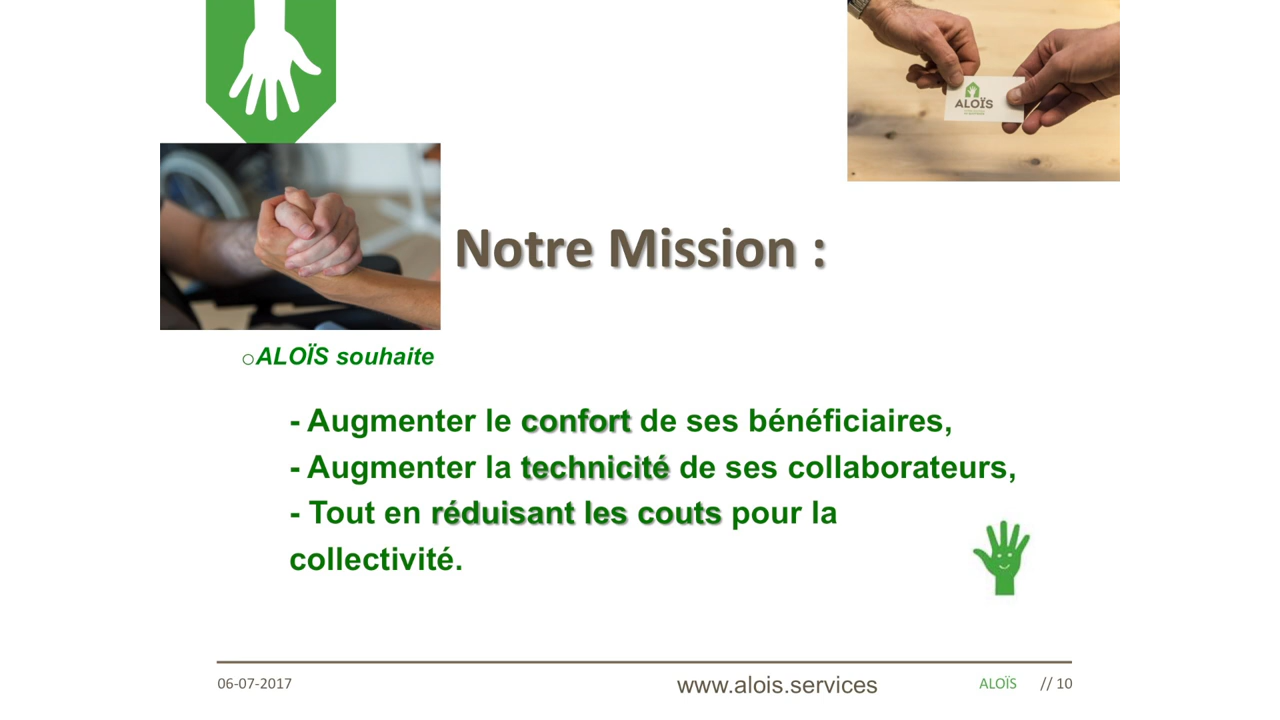 ALOÏS
Notre Mission :
oALOÏS souhaite
- Augmenter le confort de ses bénéficiaires,
- Augmenter la technicité de ses collaborateurs,
- Tout en réduisant les couts pour la
collectivité.
06-07-2017
www.alois.services
ALOÏS
// 10